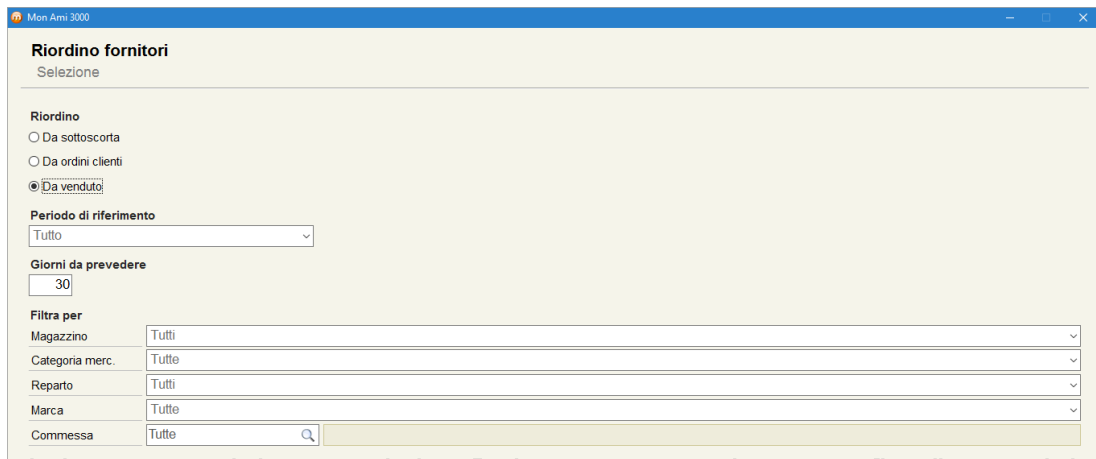 Mon Ami 3000
Riordino fornitori
Selezione
Riordino
Da sottoscorta
Da ordini clienti
Da venduto
Periodo di riferimento
Tutto
Giorni da prevedere
30
Filtra per
Magazzino Tutti
Categoria merc. Tutte
Reparto Tutti
Marca Tutte
Commessa Tutte